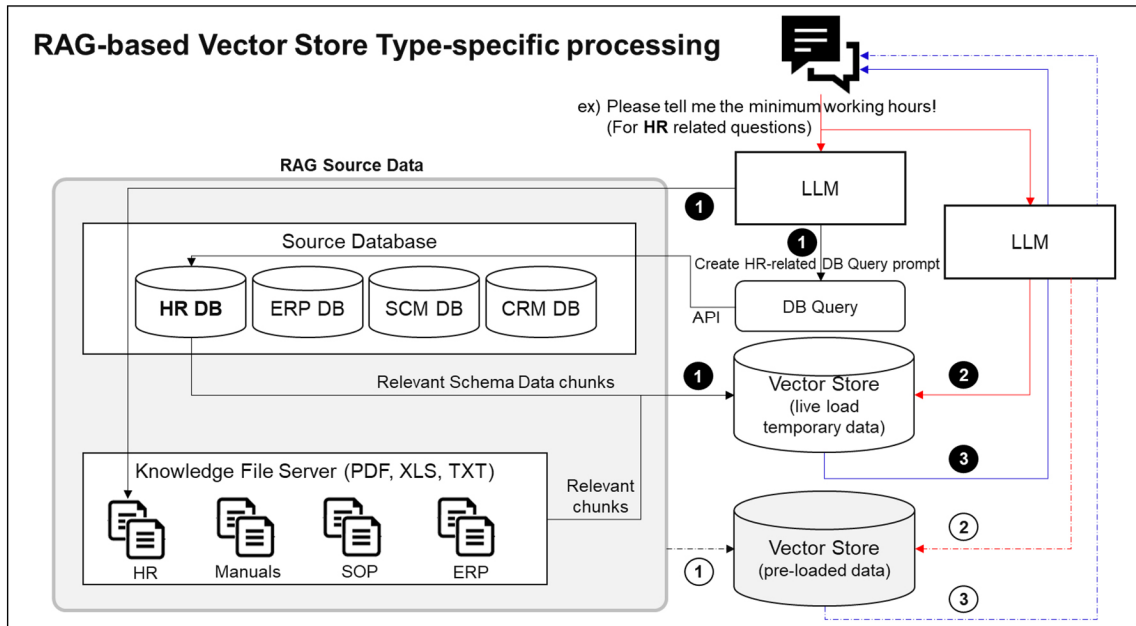 RAG-based Vector Store Type-specific processing
ex) Please tell me the minimum working hours!
(For HR related questions)
RAG Source Data
LLM
1
LLM
1
Source Database
Create HR-related DB Query prompt
HR DB
ERP DB
SCM DB
CRM DB
API
DB Query
Relevant Schema Data chunks
1
Vector Store
(live load
temporary data)
2
3
Knowledge File Server (PDF, XLS, TXT)
Relevant
chunks
HR
Manuals
SOP
ERP
1
Vector Store
(pre-loaded data)
2
3